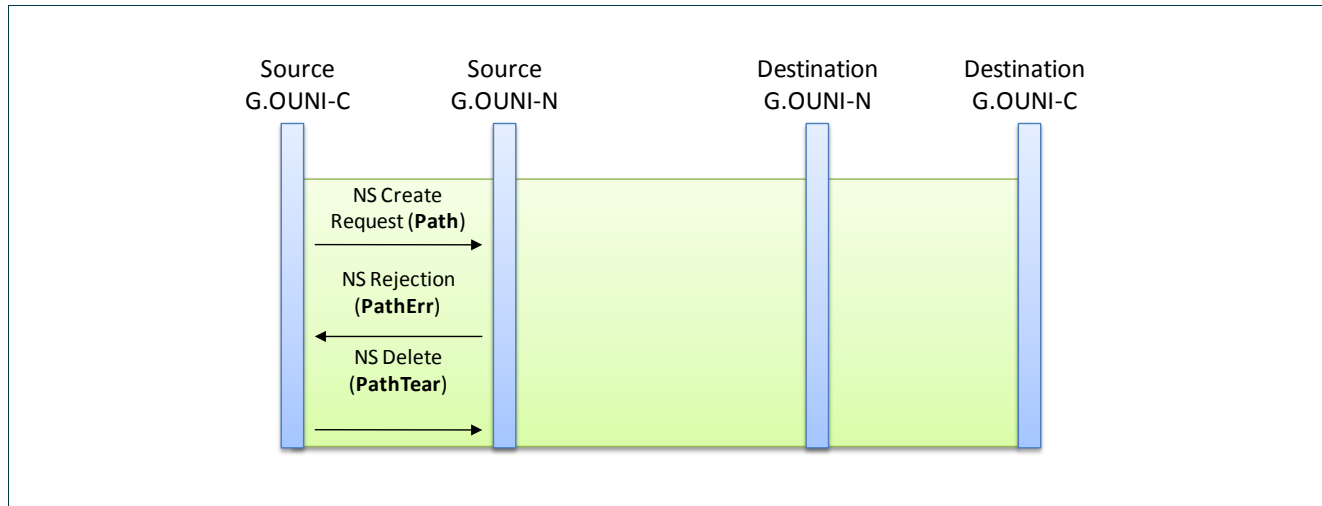 Source
G.OUNI-C
Source
G.OUNI-N
Destination
G.OUNI-N
Destination
G.OUNI-C
NS Create
Request (Path)
NS Rejection
(PathErr)
NS Delete
(PathTear)